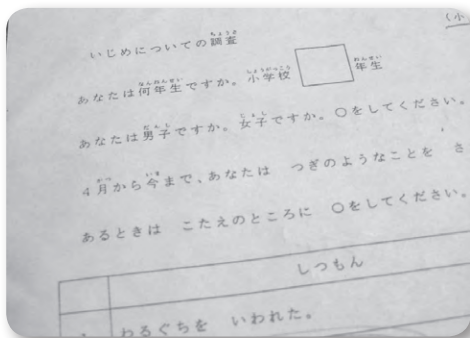 （小
いじめについての調査
あなたは何年生ですか。小学校 年生
あなたは男子ですか。女子ですか。○をしてください。
4月から今まで、あなたは つぎのようなことを さ
あるときは こたえのところに ○をしてください。
しつもん
わるぐちを いわれた。